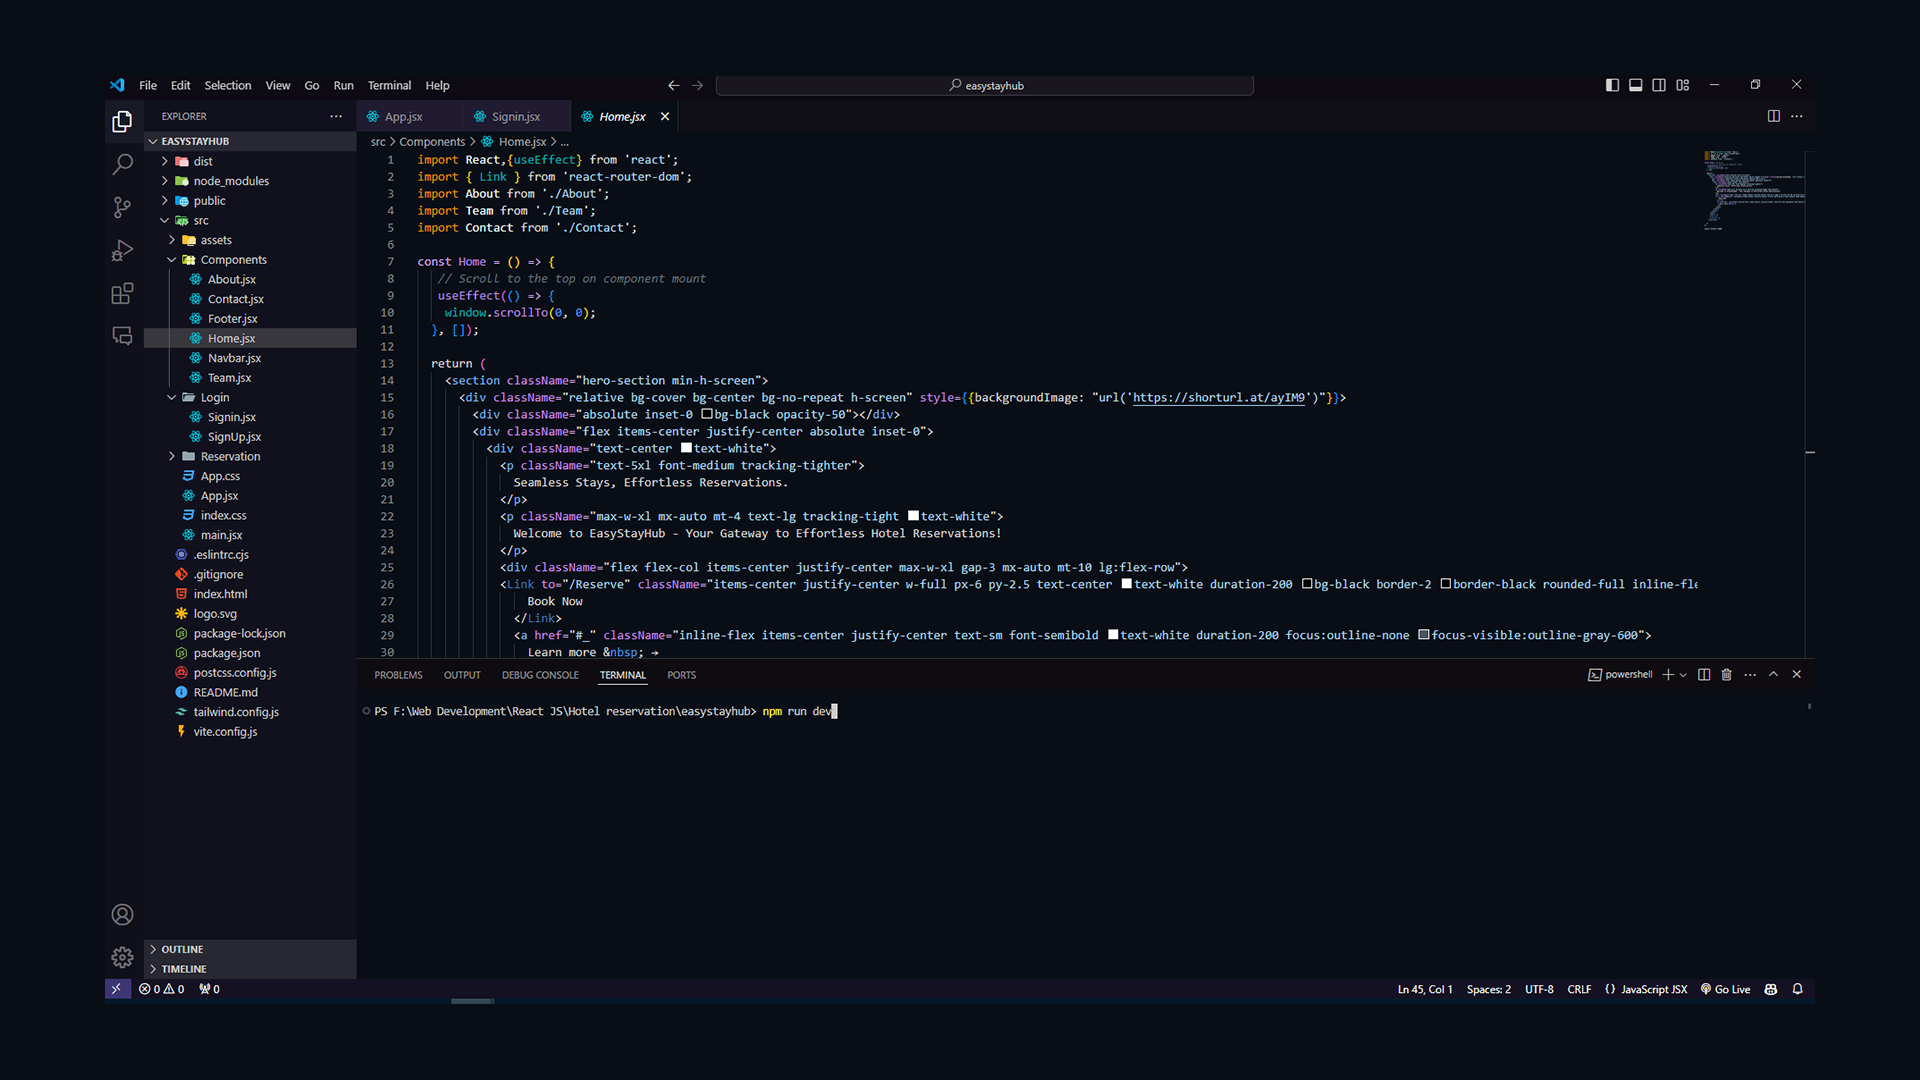 File Edit Selection View Go Run Terminal Help
easystayhub
EXPLORER
EASYSTAYHUB
dist
node_modules
public
src
assets
Components
About.jsx
Contact.jsx
Footer.jsx
Home.jsx
Navbar.jsx
Team.jsx
Login
Signin.jsx
SignUp.jsx
Reservation
App.css
App.jsx
index.css
main.jsx
.eslintrc.cjs
.gitignore
index.html
logo.svg
package-lock.json
package.json
postcss.config.js
README.md
tailwind.config.js
vite.config.js
OUTLINE
TIMELINE
App.jsx Signin.jsx Home.jsx
src > Components > Home.jsx > ...
1 import React,{useEffect} from 'react';
2 import { Link } from 'react-router-dom';
3 import About from './About';
4 import Team from './Team';
5 import Contact from './Contact';
6
7 const Home = () => {
8 // Scroll to the top on component mount
9 useEffect(() => {
10 window.scrollTo(0, 0);
11 }, []);
12
13 return (
14 <section className="hero-section min-h-screen">
15 <div className="relative bg-cover bg-center bg-no-repeat h-screen" style={{backgroundImage: "url('https://shorturl.at/ayIM9')"}}>
16 <div className="absolute inset-0 bg-black opacity-50"></div>
17 <div className="flex items-center justify-center absolute inset-0">
18 <div className="text-center text-white">
19 <p className="text-5xl font-medium tracking-tighter">
20 Seamless Stays, Effortless Reservations.
21 </p>
22 <p className="max-w-xl mx-auto mt-4 text-lg tracking-tight text-white">
23 Welcome to EasyStayHub - Your Gateway to Effortless Hotel Reservations!
24 </p>
25 <div className="flex flex-col items-center justify-center max-w-xl gap-3 mx-auto mt-10 lg:flex-row">
26 <Link to="/Reserve" className="items-center justify-center w-full px-6 py-2.5 text-center text-white duration-200 bg-black border-2 border-black rounded-full inline-fle
27 Book Now
28 </Link>
29 <a href="#_" className="inline-flex items-center justify-center text-sm font-semibold text-white duration-200 focus:outline-none focus-visible:outline-gray-600">
30 Learn more &nbsp; →
PROBLEMS OUTPUT DEBUG CONSOLE TERMINAL PORTS
powershell
PS F:\Web Development\React JS\Hotel reservation\easystayhub> npm run dev
0 0 0
Ln 45, Col 1 Spaces: 2 UTF-8 CRLF {} JavaScript JSX Go Live